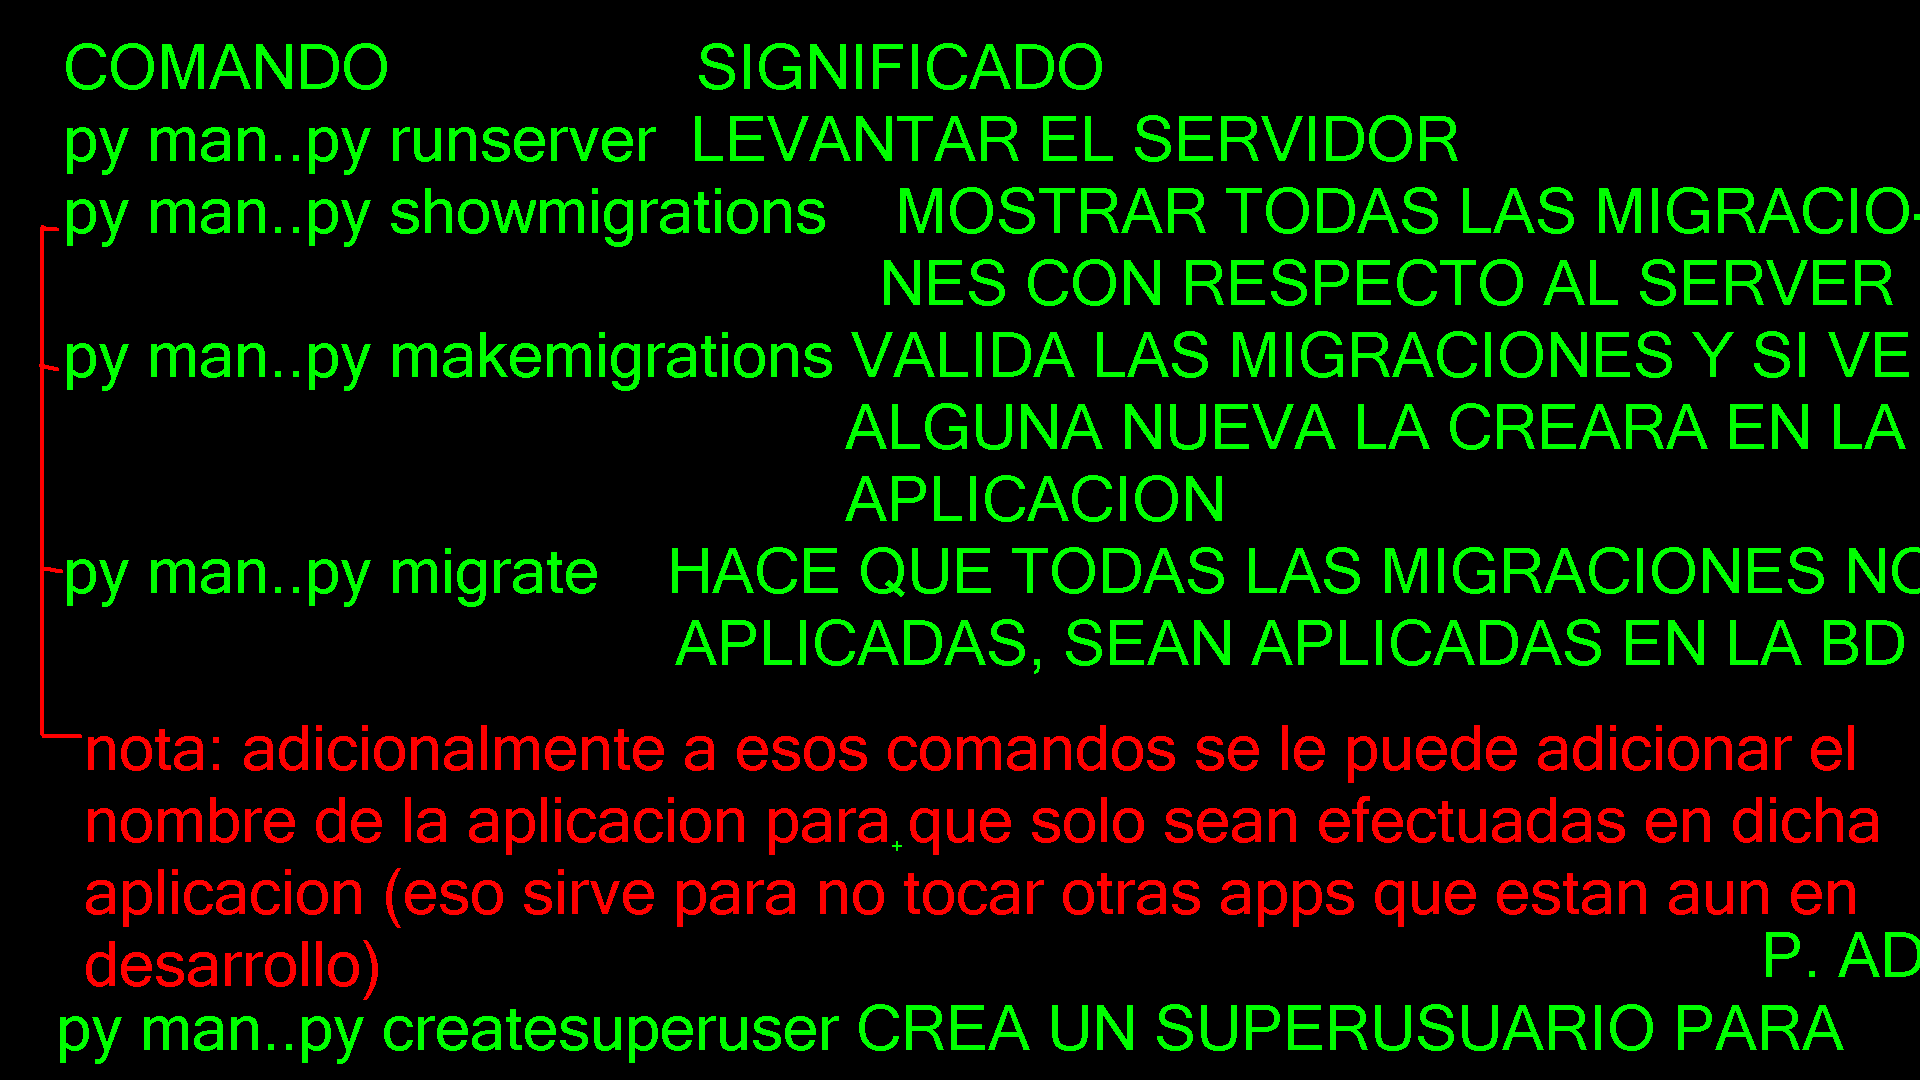 COMANDO SIGNIFICADO
py man..py runserver LEVANTAR EL SERVIDOR
py man..py showmigrations MOSTRAR TODAS LAS MIGRACIO-
NES CON RESPECTO AL SERVER
py man..py makemigrations VALIDA LAS MIGRACIONES Y SI VE
ALGUNA NUEVA LA CREARA EN LA
APLICACION
py man..py migrate HACE QUE TODAS LAS MIGRACIONES NO
APLICADAS, SEAN APLICADAS EN LA BD
nota: adicionalmente a esos comandos se le puede adicionar el
nombre de la aplicacion para que solo sean efectuadas en dicha
aplicacion (eso sirve para no tocar otras apps que estan aun en
desarrollo)
P. AD
py man..py createsuperuser CREA UN SUPERUSUARIO PARA